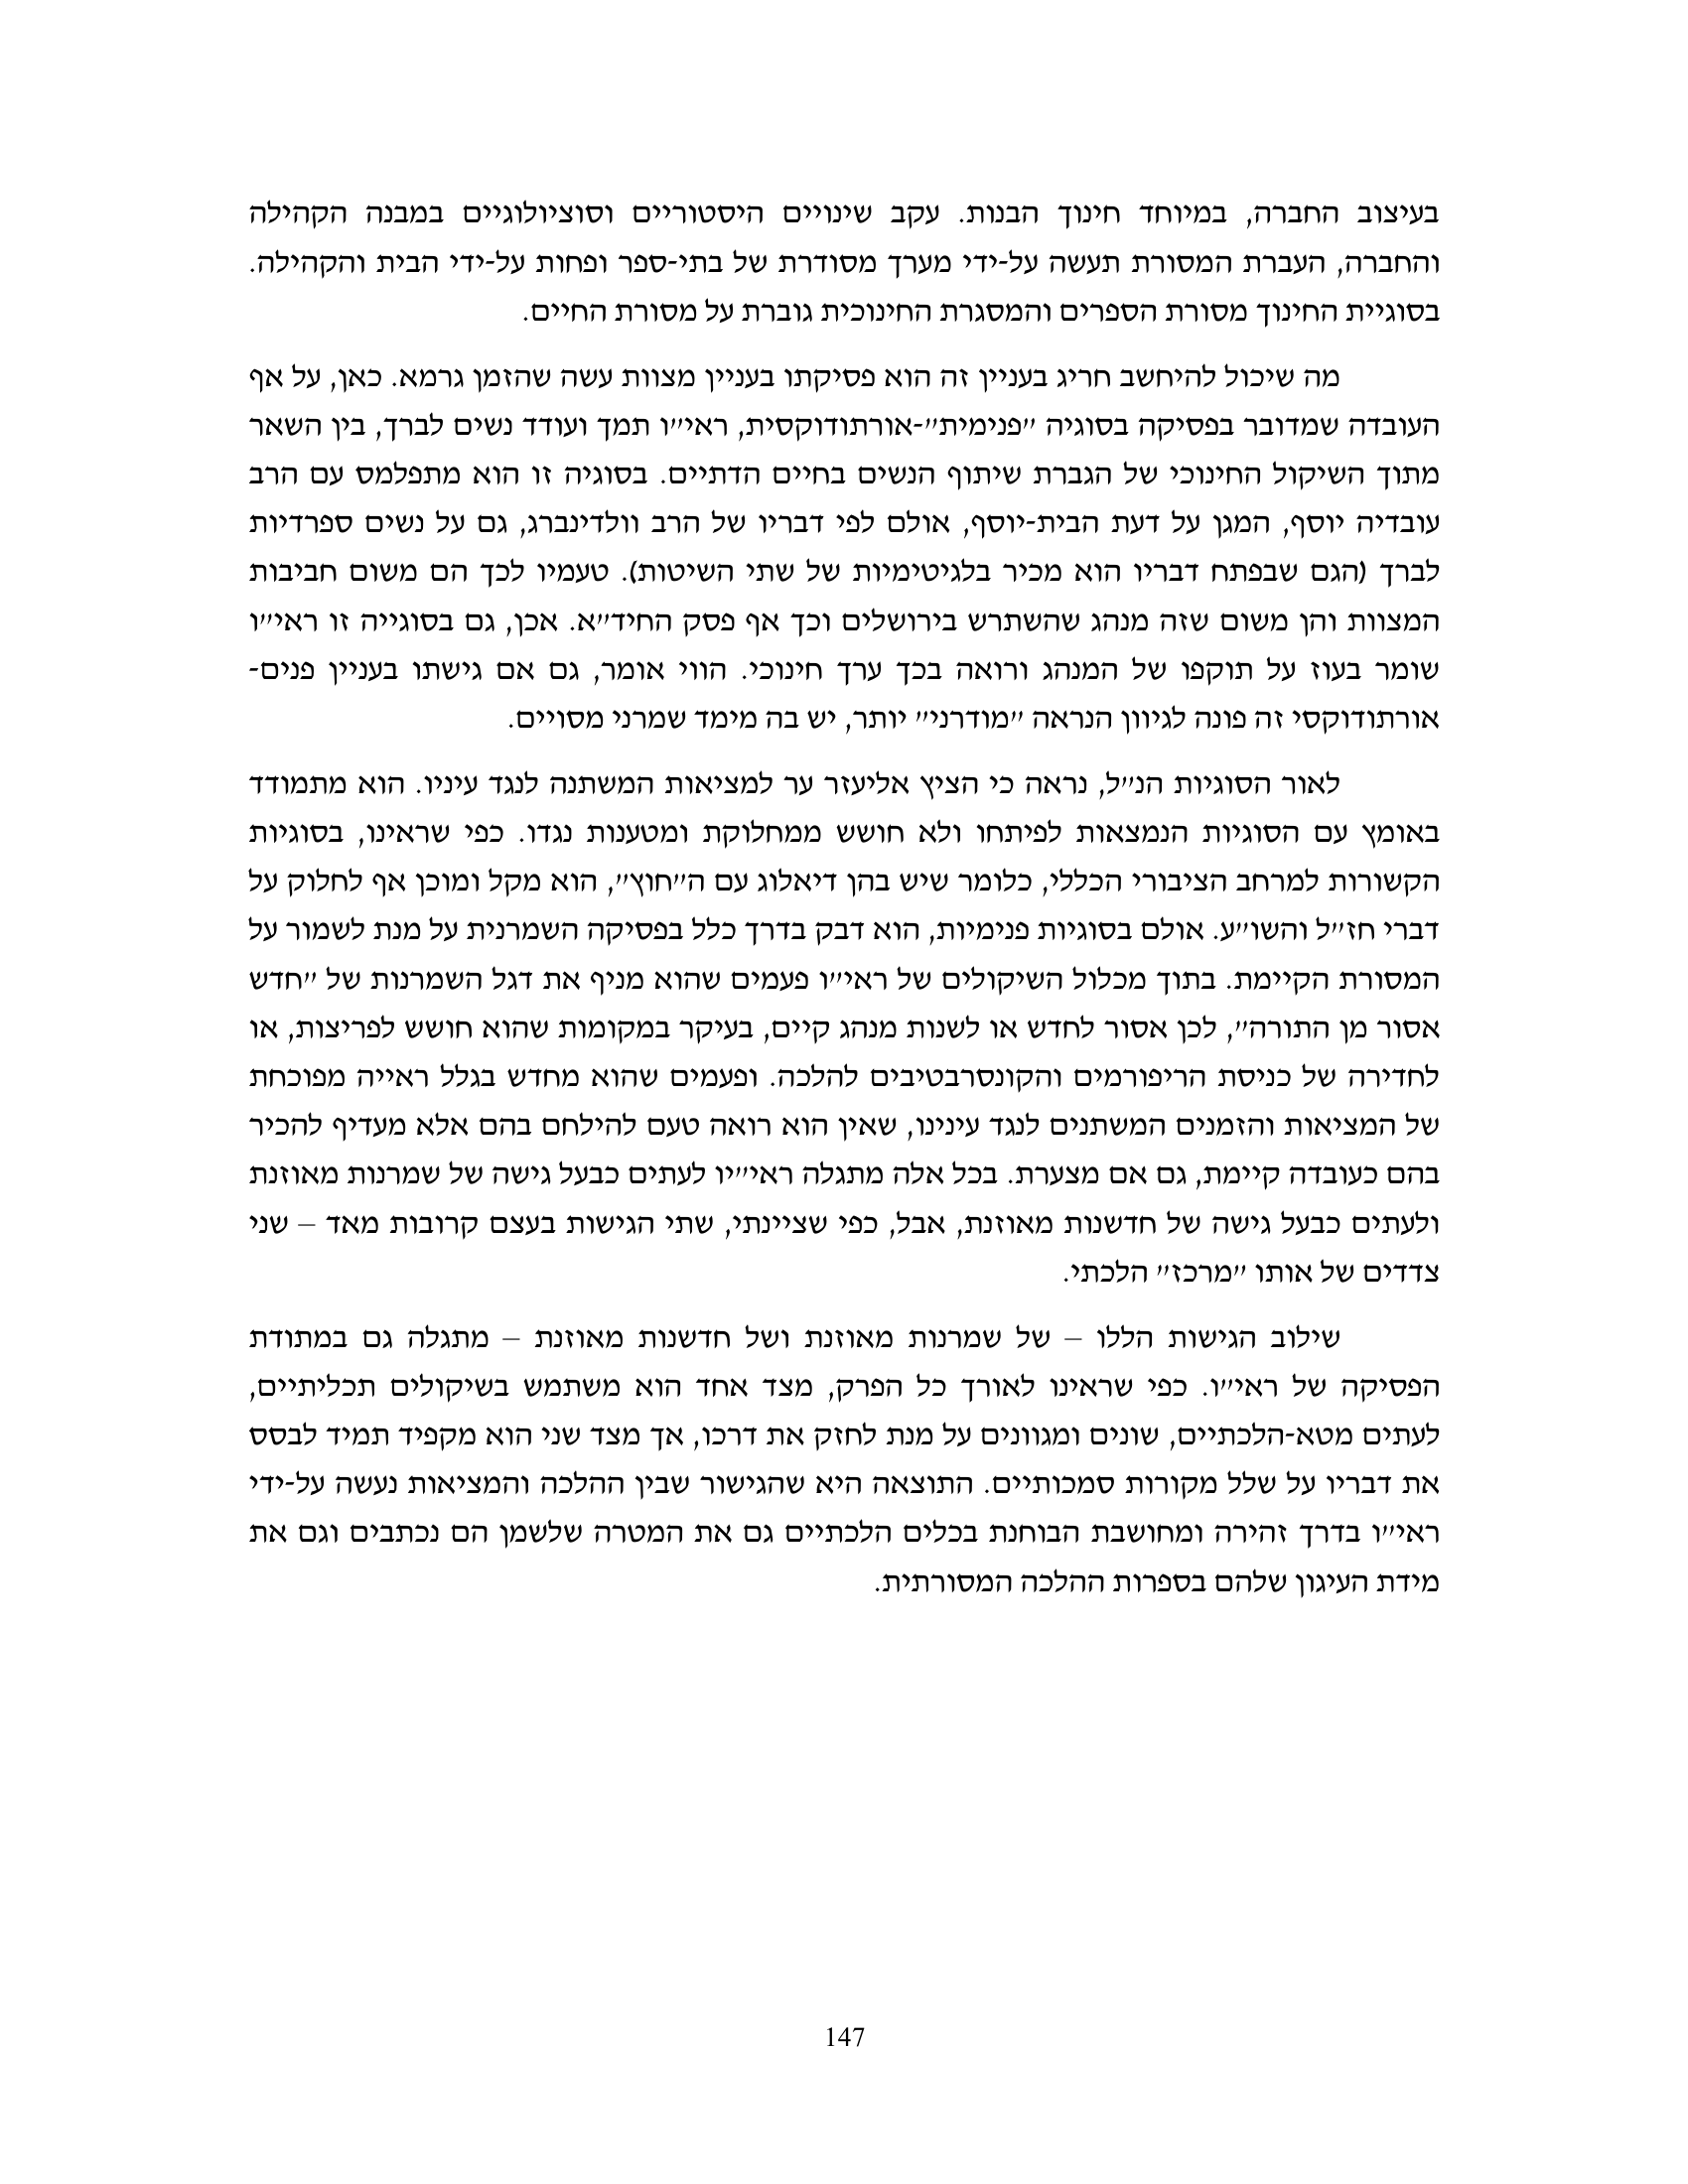 בעיצוב החברה, במיוחד חינוך הבנות. עקב שינויים היסטוריים וסוציולוגיים במבנה הקהילה
והחברה, העברת המסורת תעשה על-ידי מערך מסודרת של בתי-ספר ופחות על-ידי הבית והקהילה.
בסוגיית החינוך מסורת הספרים והמסגרת החינוכית גוברת על מסורת החיים.
מה שיכול להיחשב חריג בעניין זה הוא פסיקתו בעניין מצוות עשה שהזמן גרמא. כאן, על אף
העובדה שמדובר בפסיקה בסוגיה "פנימית"-אורתודוקסית, ראי"ו תמך ועודד נשים לברך, בין השאר
מתוך השיקול החינוכי של הגברת שיתוף הנשים בחיים הדתיים. בסוגיה זו הוא מתפלמס עם הרב
עובדיה יוסף, המגן על דעת הבית-יוסף, אולם לפי דבריו של הרב וולדינברג, גם על נשים ספרדיות
לברך (הגם שבפתח דבריו הוא מכיר בלגיטימיות של שתי השיטות). טעמיו לכך הם משום חביבות
המצוות והן משום שזה מנהג שהשתרש בירושלים וכך אף פסק החיד"א. אכן, גם בסוגייה זו ראי"ו
שומר בעוז על תוקפו של המנהג ורואה בכך ערך חינוכי. הווי אומר, גם אם גישתו בעניין פנים-
אורתודוקסי זה פונה לגיוון הנראה "מודרני" יותר, יש בה מימד שמרני מסויים.
לאור הסוגיות הנ"ל, נראה כי הציץ אליעזר ער למציאות המשתנה לנגד עיניו. הוא מתמודד
באומץ עם הסוגיות הנמצאות לפיתחו ולא חושש ממחלוקת ומטענות נגדו. כפי שראינו, בסוגיות
הקשורות למרחב הציבורי הכללי, כלומר שיש בהן דיאלוג עם ה"חוץ", הוא מקל ומוכן אף לחלוק על
דברי חז"ל והשו"ע. אולם בסוגיות פנימיות, הוא דבק בדרך כלל בפסיקה השמרנית על מנת לשמור על
המסורת הקיימת. בתוך מכלול השיקולים של ראי"ו פעמים שהוא מניף את דגל השמרנות של "חדש
אסור מן התורה", לכן אסור לחדש או לשנות מנהג קיים, בעיקר במקומות שהוא חושש לפריצות, או
לחדירה של כניסת הריפורמים והקונסרבטיבים להלכה. ופעמים שהוא מחדש בגלל ראייה מפוכחת
של המציאות והזמנים המשתנים לנגד עינינו, שאין הוא רואה טעם להילחם בהם אלא מעדיף להכיר
בהם כעובדה קיימת, גם אם מצערת. בכל אלה מתגלה ראי"יו לעתים כבעל גישה של שמרנות מאוזנת
ולעתים כבעל גישה של חדשנות מאוזנת, אבל, כפי שציינתי, שתי הגישות בעצם קרובות מאד – שני
צדדים של אותו "מרכז" הלכתי.
שילוב הגישות הללו – של שמרנות מאוזנת ושל חדשנות מאוזנת – מתגלה גם במתודת
הפסיקה של ראי"ו. כפי שראינו לאורך כל הפרק, מצד אחד הוא משתמש בשיקולים תכליתיים,
לעתים מטא-הלכתיים, שונים ומגוונים על מנת לחזק את דרכו, אך מצד שני הוא מקפיד תמיד לבסס
את דבריו על שלל מקורות סמכותיים. התוצאה היא שהגישור שבין ההלכה והמציאות נעשה על-ידי
ראי"ו בדרך זהירה ומחושבת הבוחנת בכלים הלכתיים גם את המטרה שלשמן הם נכתבים וגם את
מידת העיגון שלהם בספרות ההלכה המסורתית.
147